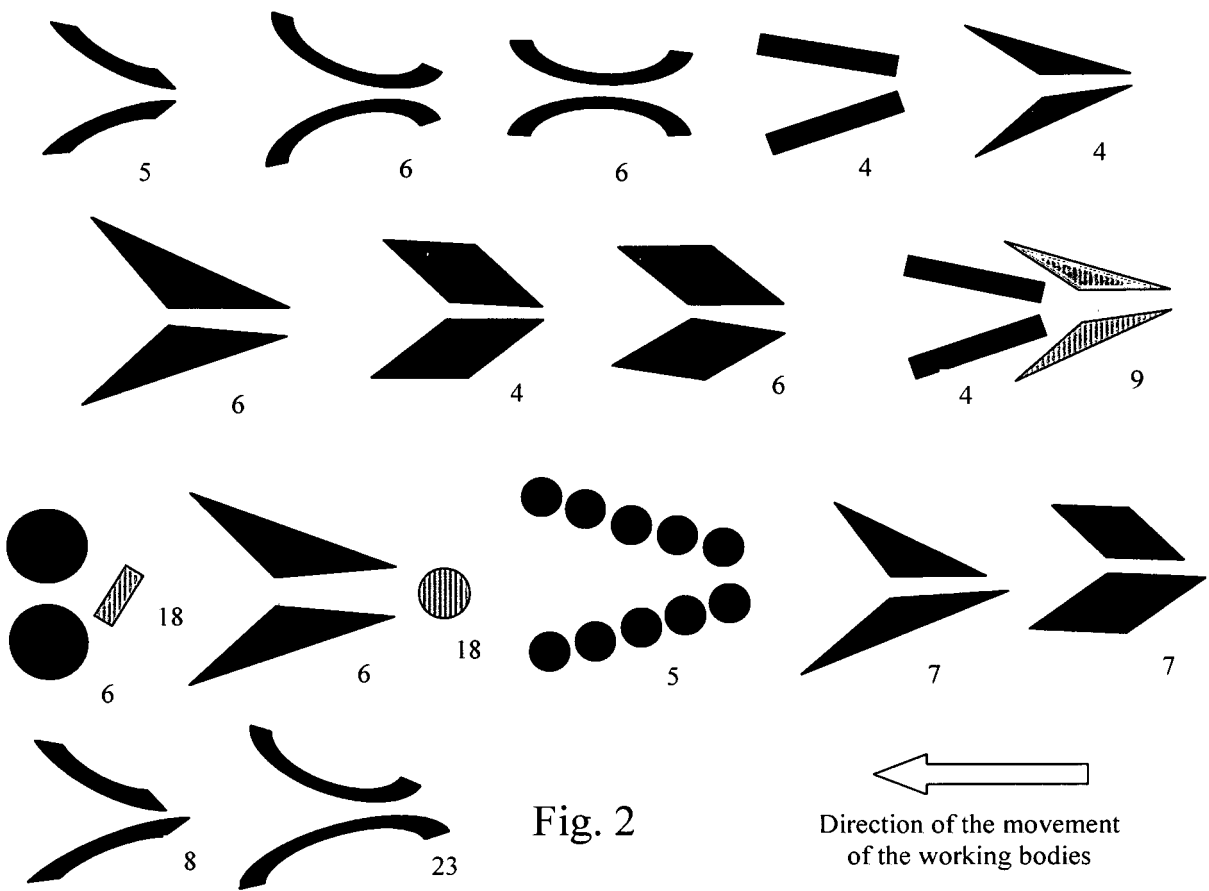 5 6 6 4 4
6 4 6 4 9
6 18 6 18 5 7 7
8 23
Fig. 2
Direction of the movement
of the working bodies